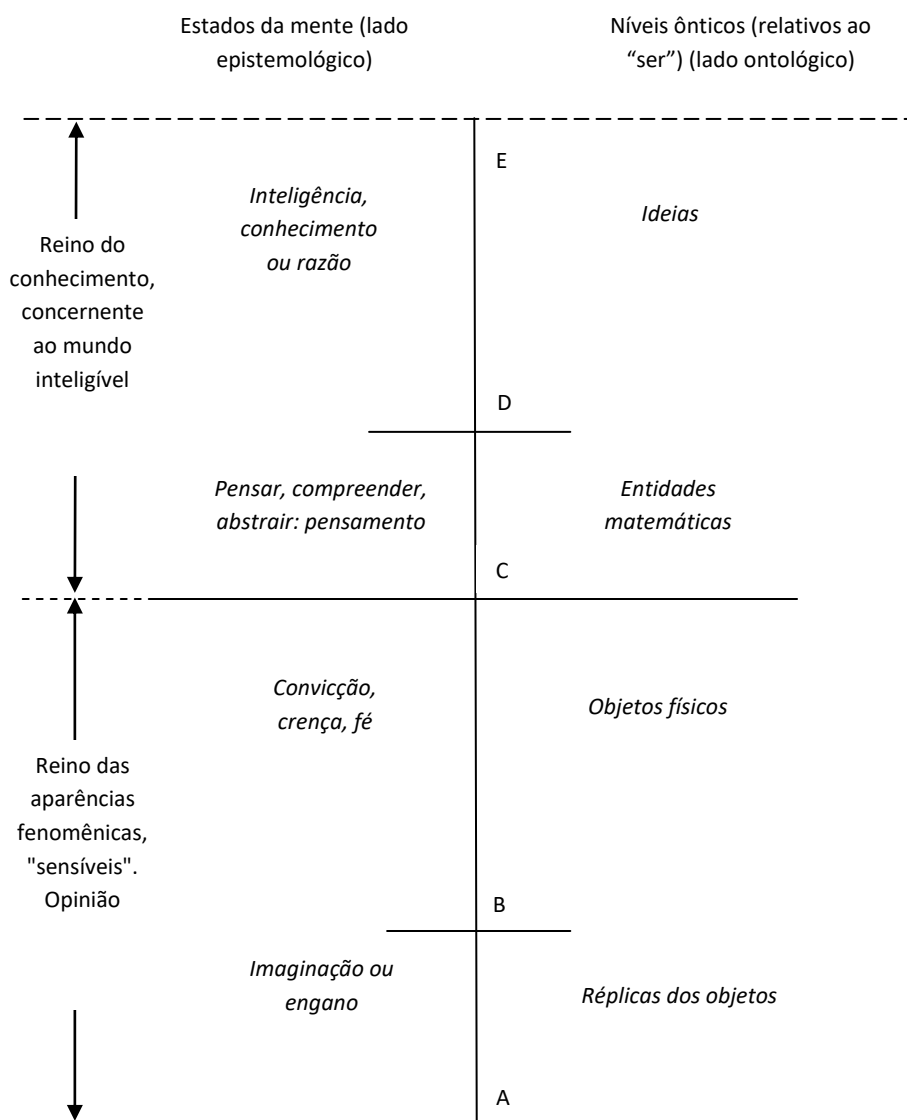 Estados da mente (lado
epistemológico)
Níveis ônticos (relativos ao
“ser”) (lado ontológico)
E
Inteligência,
conhecimento
ou razão
Ideias
Reino do
conhecimento,
concernente
ao mundo
inteligível
D
Pensar, compreender,
abstrair: pensamento
Entidades
matemáticas
C
Convicção,
crença, fé
Objetos físicos
Reino das
aparências
fenomênicas,
"sensíveis".
Opinião
B
Imaginação ou
engano
Réplicas dos objetos
A